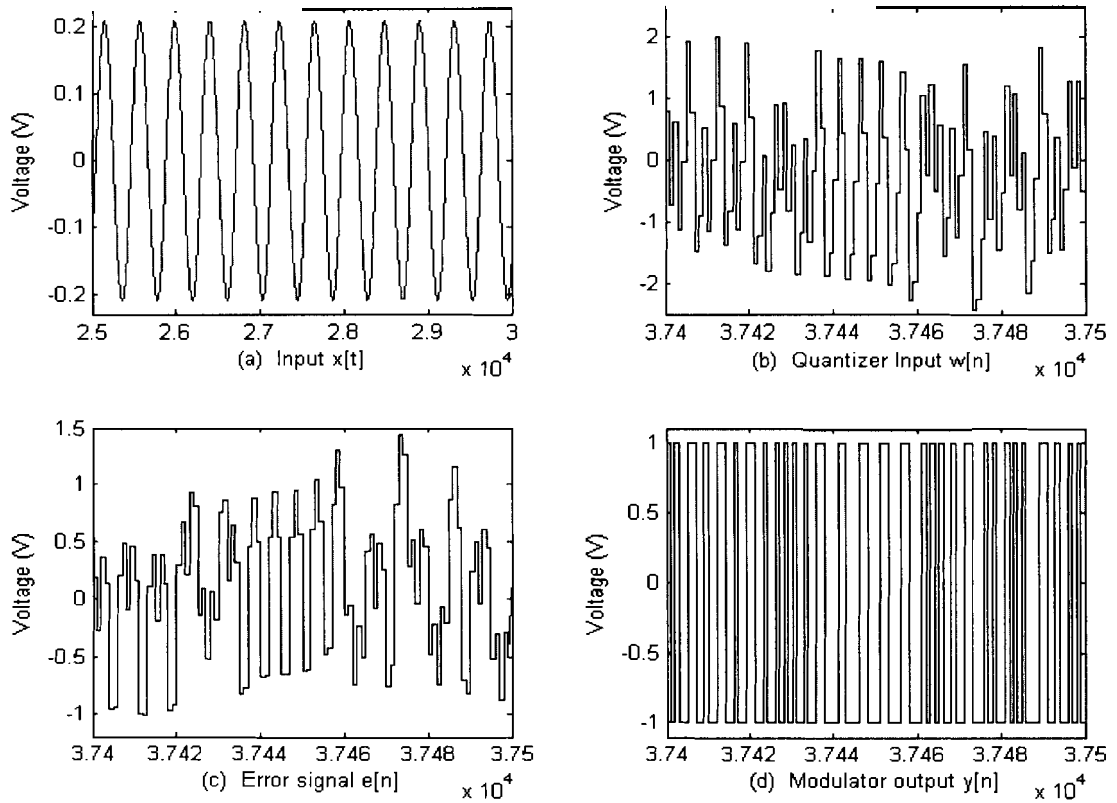 0.2
0.1
0
-0.1
-0.2
Voltage (V)
2.5 2.6 2.7 2.8 2.9 3
x 10^4
(a) Input x[t]
2
1
0
-1
-2
Voltage (V)
3.74 3.742 3.744 3.746 3.748 3.75
x 10^4
(b) Quantizer Input w[n]
1.5
1
0.5
0
-0.5
-1
Voltage (V)
3.74 3.742 3.744 3.746 3.748 3.75
x 10^4
(c) Error signal e[n]
1
0.5
0
-0.5
-1
Voltage (V)
3.74 3.742 3.744 3.746 3.748 3.75
x 10^4
(d) Modulator output y[n]